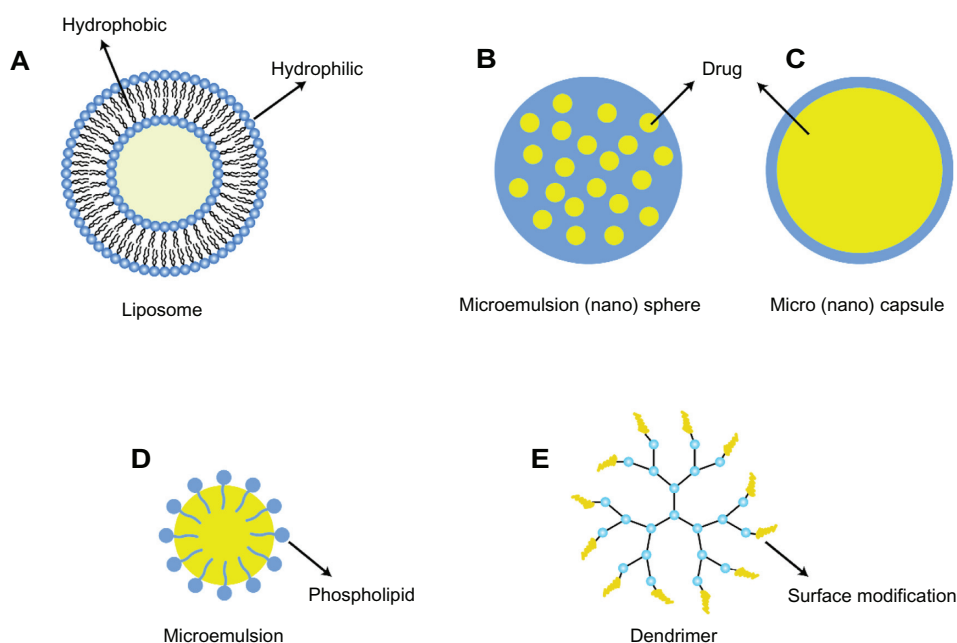 Hydrophobic
A
Hydrophilic
Liposome
B
Drug
C
Microemulsion (nano) sphere
Micro (nano) capsule
D
Phospholipid
Microemulsion
E
Surface modification
Dendrimer